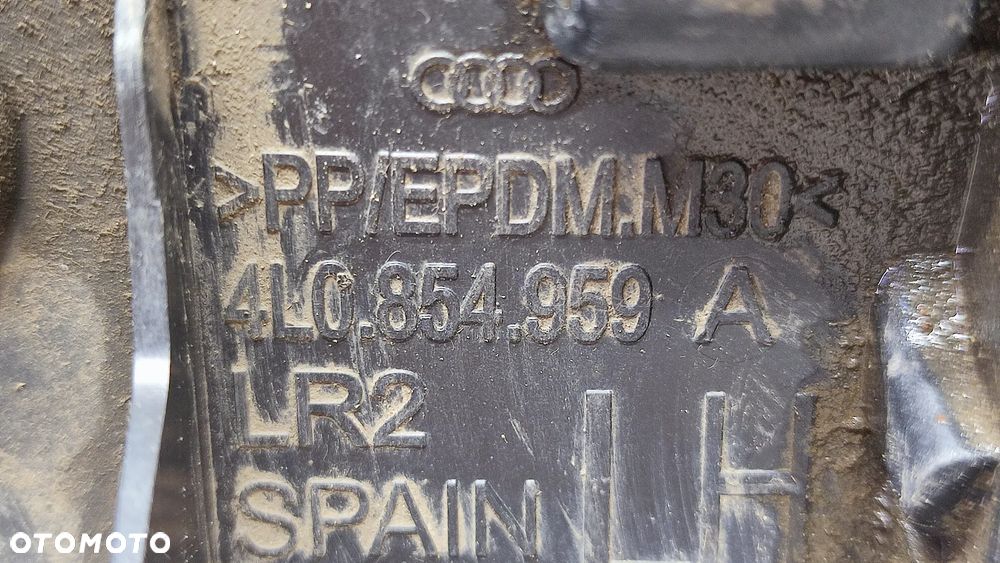 >PP/EPDM.M30<
4L0.854.959 A
LR2
SPAIN LH
OTOMOTO